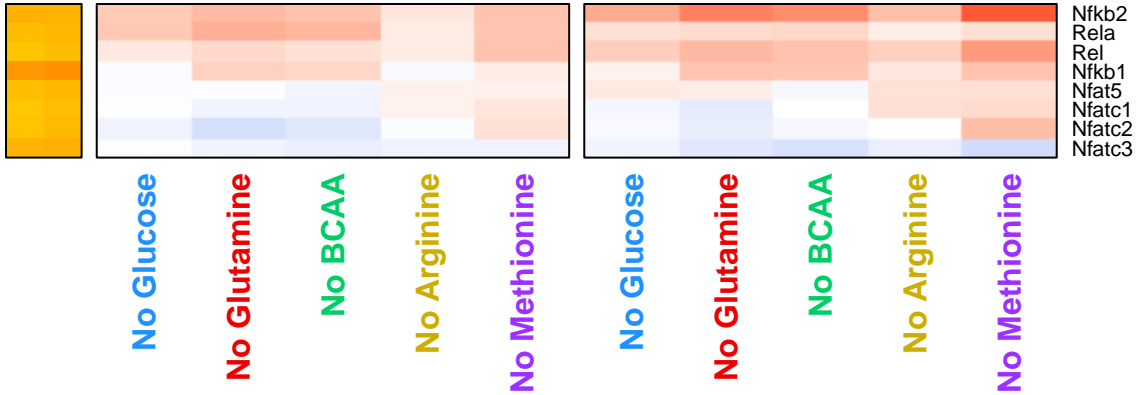 Nfkb2
Rela
Rel
Nfkb1
Nfat5
Nfatc1
Nfatc2
Nfatc3
No Glucose
No Glutamine
No BCAA
No Arginine
No Methionine
No Glucose
No Glutamine
No BCAA
No Arginine
No Methionine